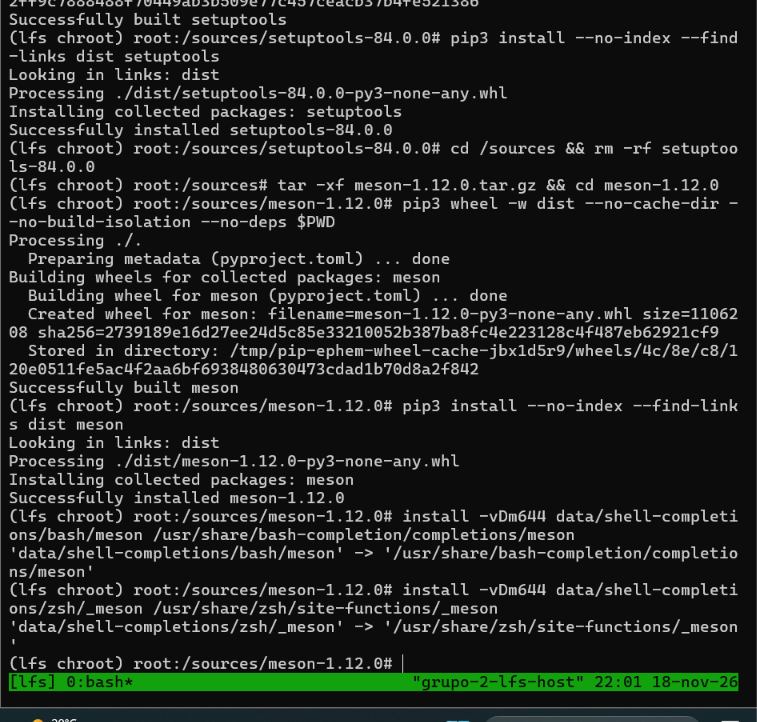 2ff9c7888488f70449ab3b509e77c457ceacb37b4fe521386
Successfully built setuptools
(lfs chroot) root:/sources/setuptools-84.0.0# pip3 install --no-index --find
-links dist setuptools
Looking in links: dist
Processing ./dist/setuptools-84.0.0-py3-none-any.whl
Installing collected packages: setuptools
Successfully installed setuptools-84.0.0
(lfs chroot) root:/sources/setuptools-84.0.0# cd /sources && rm -rf setuptoo
ls-84.0.0
(lfs chroot) root:/sources# tar -xf meson-1.12.0.tar.gz && cd meson-1.12.0
(lfs chroot) root:/sources/meson-1.12.0# pip3 wheel -w dist --no-cache-dir -
-no-build-isolation --no-deps $PWD
Processing ./.
  Preparing metadata (pyproject.toml) ... done
Building wheels for collected packages: meson
  Building wheel for meson (pyproject.toml) ... done
  Created wheel for meson: filename=meson-1.12.0-py3-none-any.whl size=11062
08 sha256=2739189e16d27ee24d5c85e33210052b387ba8fc4e223128c4f487eb62921cf9
  Stored in directory: /tmp/pip-ephem-wheel-cache-jbx1d5r9/wheels/4c/8e/c8/1
20e0511fe5ac4f2aa6bf6938480630473cdad1b70d8a2f842
Successfully built meson
(lfs chroot) root:/sources/meson-1.12.0# pip3 install --no-index --find-link
s dist meson
Looking in links: dist
Processing ./dist/meson-1.12.0-py3-none-any.whl
Installing collected packages: meson
Successfully installed meson-1.12.0
(lfs chroot) root:/sources/meson-1.12.0# install -vDm644 data/shell-completi
ons/bash/meson /usr/share/bash-completion/completions/meson
'data/shell-completions/bash/meson' -> '/usr/share/bash-completion/completio
ns/meson'
(lfs chroot) root:/sources/meson-1.12.0# install -vDm644 data/shell-completi
ons/zsh/_meson /usr/share/zsh/site-functions/_meson
'data/shell-completions/zsh/_meson' -> '/usr/share/zsh/site-functions/_meson
'
(lfs chroot) root:/sources/meson-1.12.0#
[lfs] 0:bash* "grupo-2-lfs-host" 22:01 18-nov-26